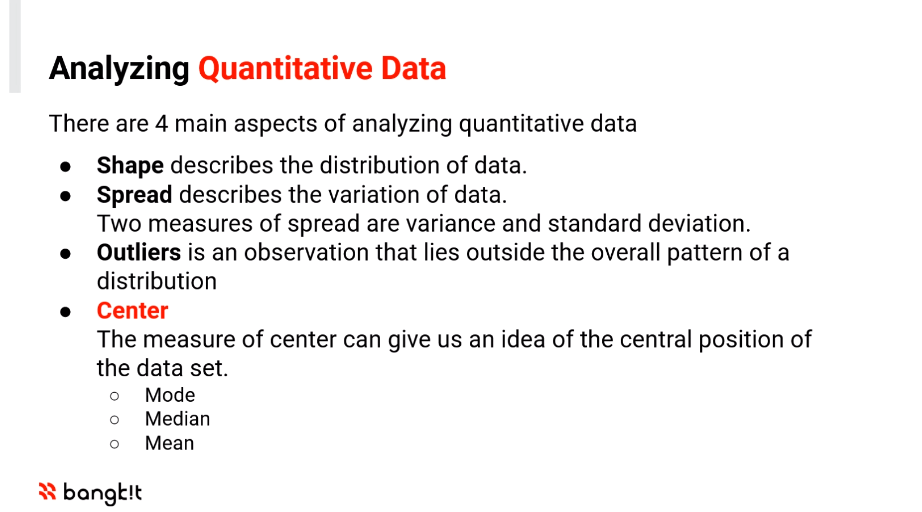 Analyzing Quantitative Data
There are 4 main aspects of analyzing quantitative data
● Shape describes the distribution of data.
● Spread describes the variation of data.
Two measures of spread are variance and standard deviation.
● Outliers is an observation that lies outside the overall pattern of a
distribution
● Center
The measure of center can give us an idea of the central position of
the data set.
○ Mode
○ Median
○ Mean
bangk!t